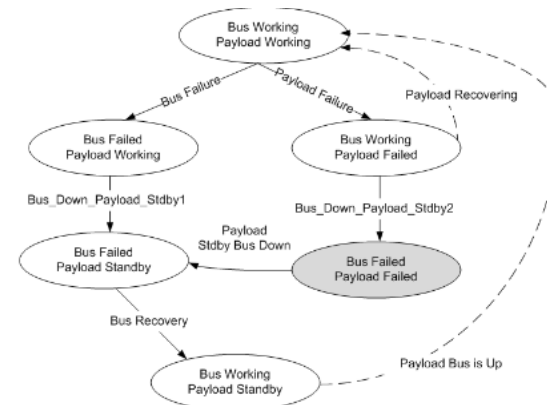 Bus Working
Payload Working
Bus Failure
Payload Failure
Payload Recovering
Bus Failed
Payload Working
Bus Working
Payload Failed
Bus_Down_Payload_Stdby1
Bus_Down_Payload_Stdby2
Payload
Stdby Bus Down
Bus Failed
Payload Standby
Bus Failed
Payload Failed
Bus Recovery
Payload Bus is Up
Bus Working
Payload Standby